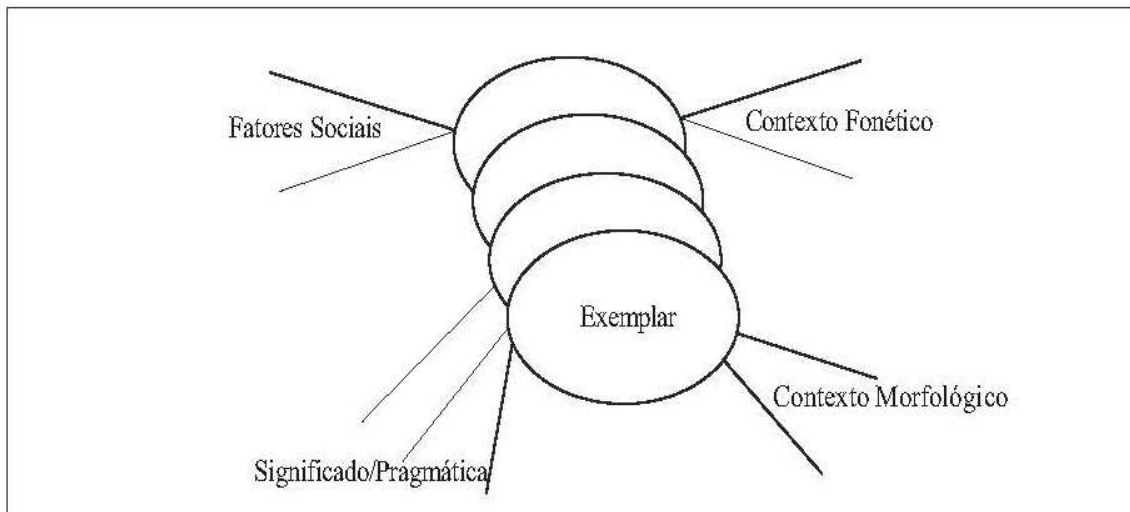 Fatores Sociais
Contexto Fonético
Exemplar
Contexto Morfológico
Significado/Pragmática